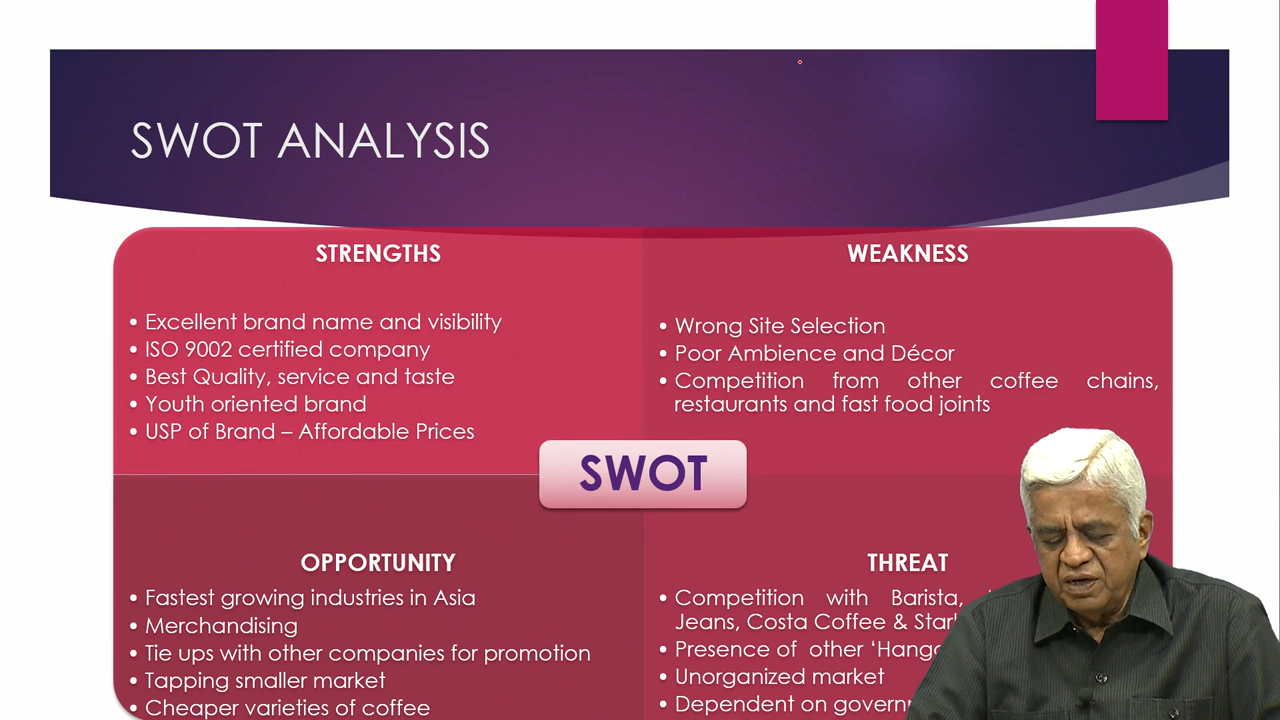 SWOT ANALYSIS
STRENGTHS
• Excellent brand name and visibility
• ISO 9002 certified company
• Best Quality, service and taste
• Youth oriented brand
• USP of Brand – Affordable Prices
WEAKNESS
• Wrong Site Selection
• Poor Ambience and Décor
• Competition from other coffee chains,
restaurants and fast food joints
SWOT
OPPORTUNITY
• Fastest growing industries in Asia
• Merchandising
• Tie ups with other companies for promotion
• Tapping smaller market
• Cheaper varieties of coffee
THREAT
• Competition with Barista,
Jeans, Costa Coffee &
• Presence of other
• Unorganized market
• Dependent on